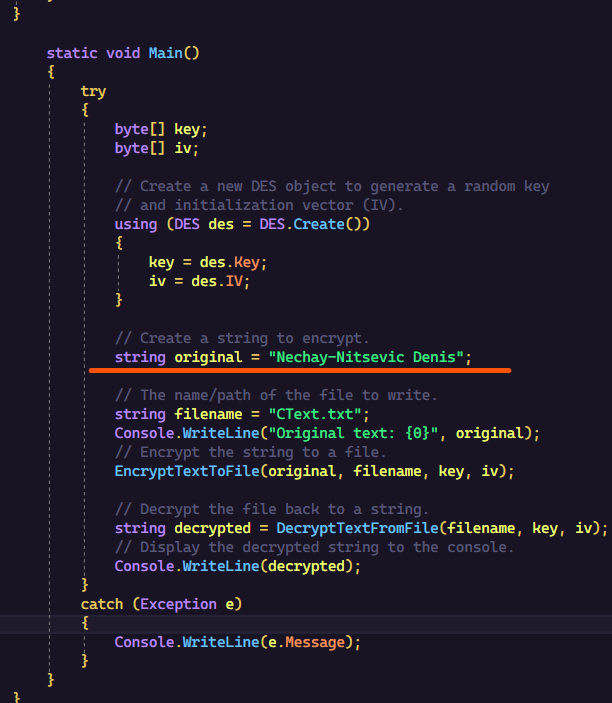 }
static void Main()
{
try
{
byte[] key;
byte[] iv;
// Create a new DES object to generate a random key
// and initialization vector (IV).
using (DES des = DES.Create())
{
key = des.Key;
iv = des.IV;
}
// Create a string to encrypt.
string original = "Nechay-Nitsevic Denis";
// The name/path of the file to write.
string filename = "CText.txt";
Console.WriteLine("Original text: {0}", original);
// Encrypt the string to a file.
EncryptTextToFile(original, filename, key, iv);
// Decrypt the file back to a string.
string decrypted = DecryptTextFromFile(filename, key, iv);
// Display the decrypted string to the console.
Console.WriteLine(decrypted);
}
catch (Exception e)
{
Console.WriteLine(e.Message);
}
}
}